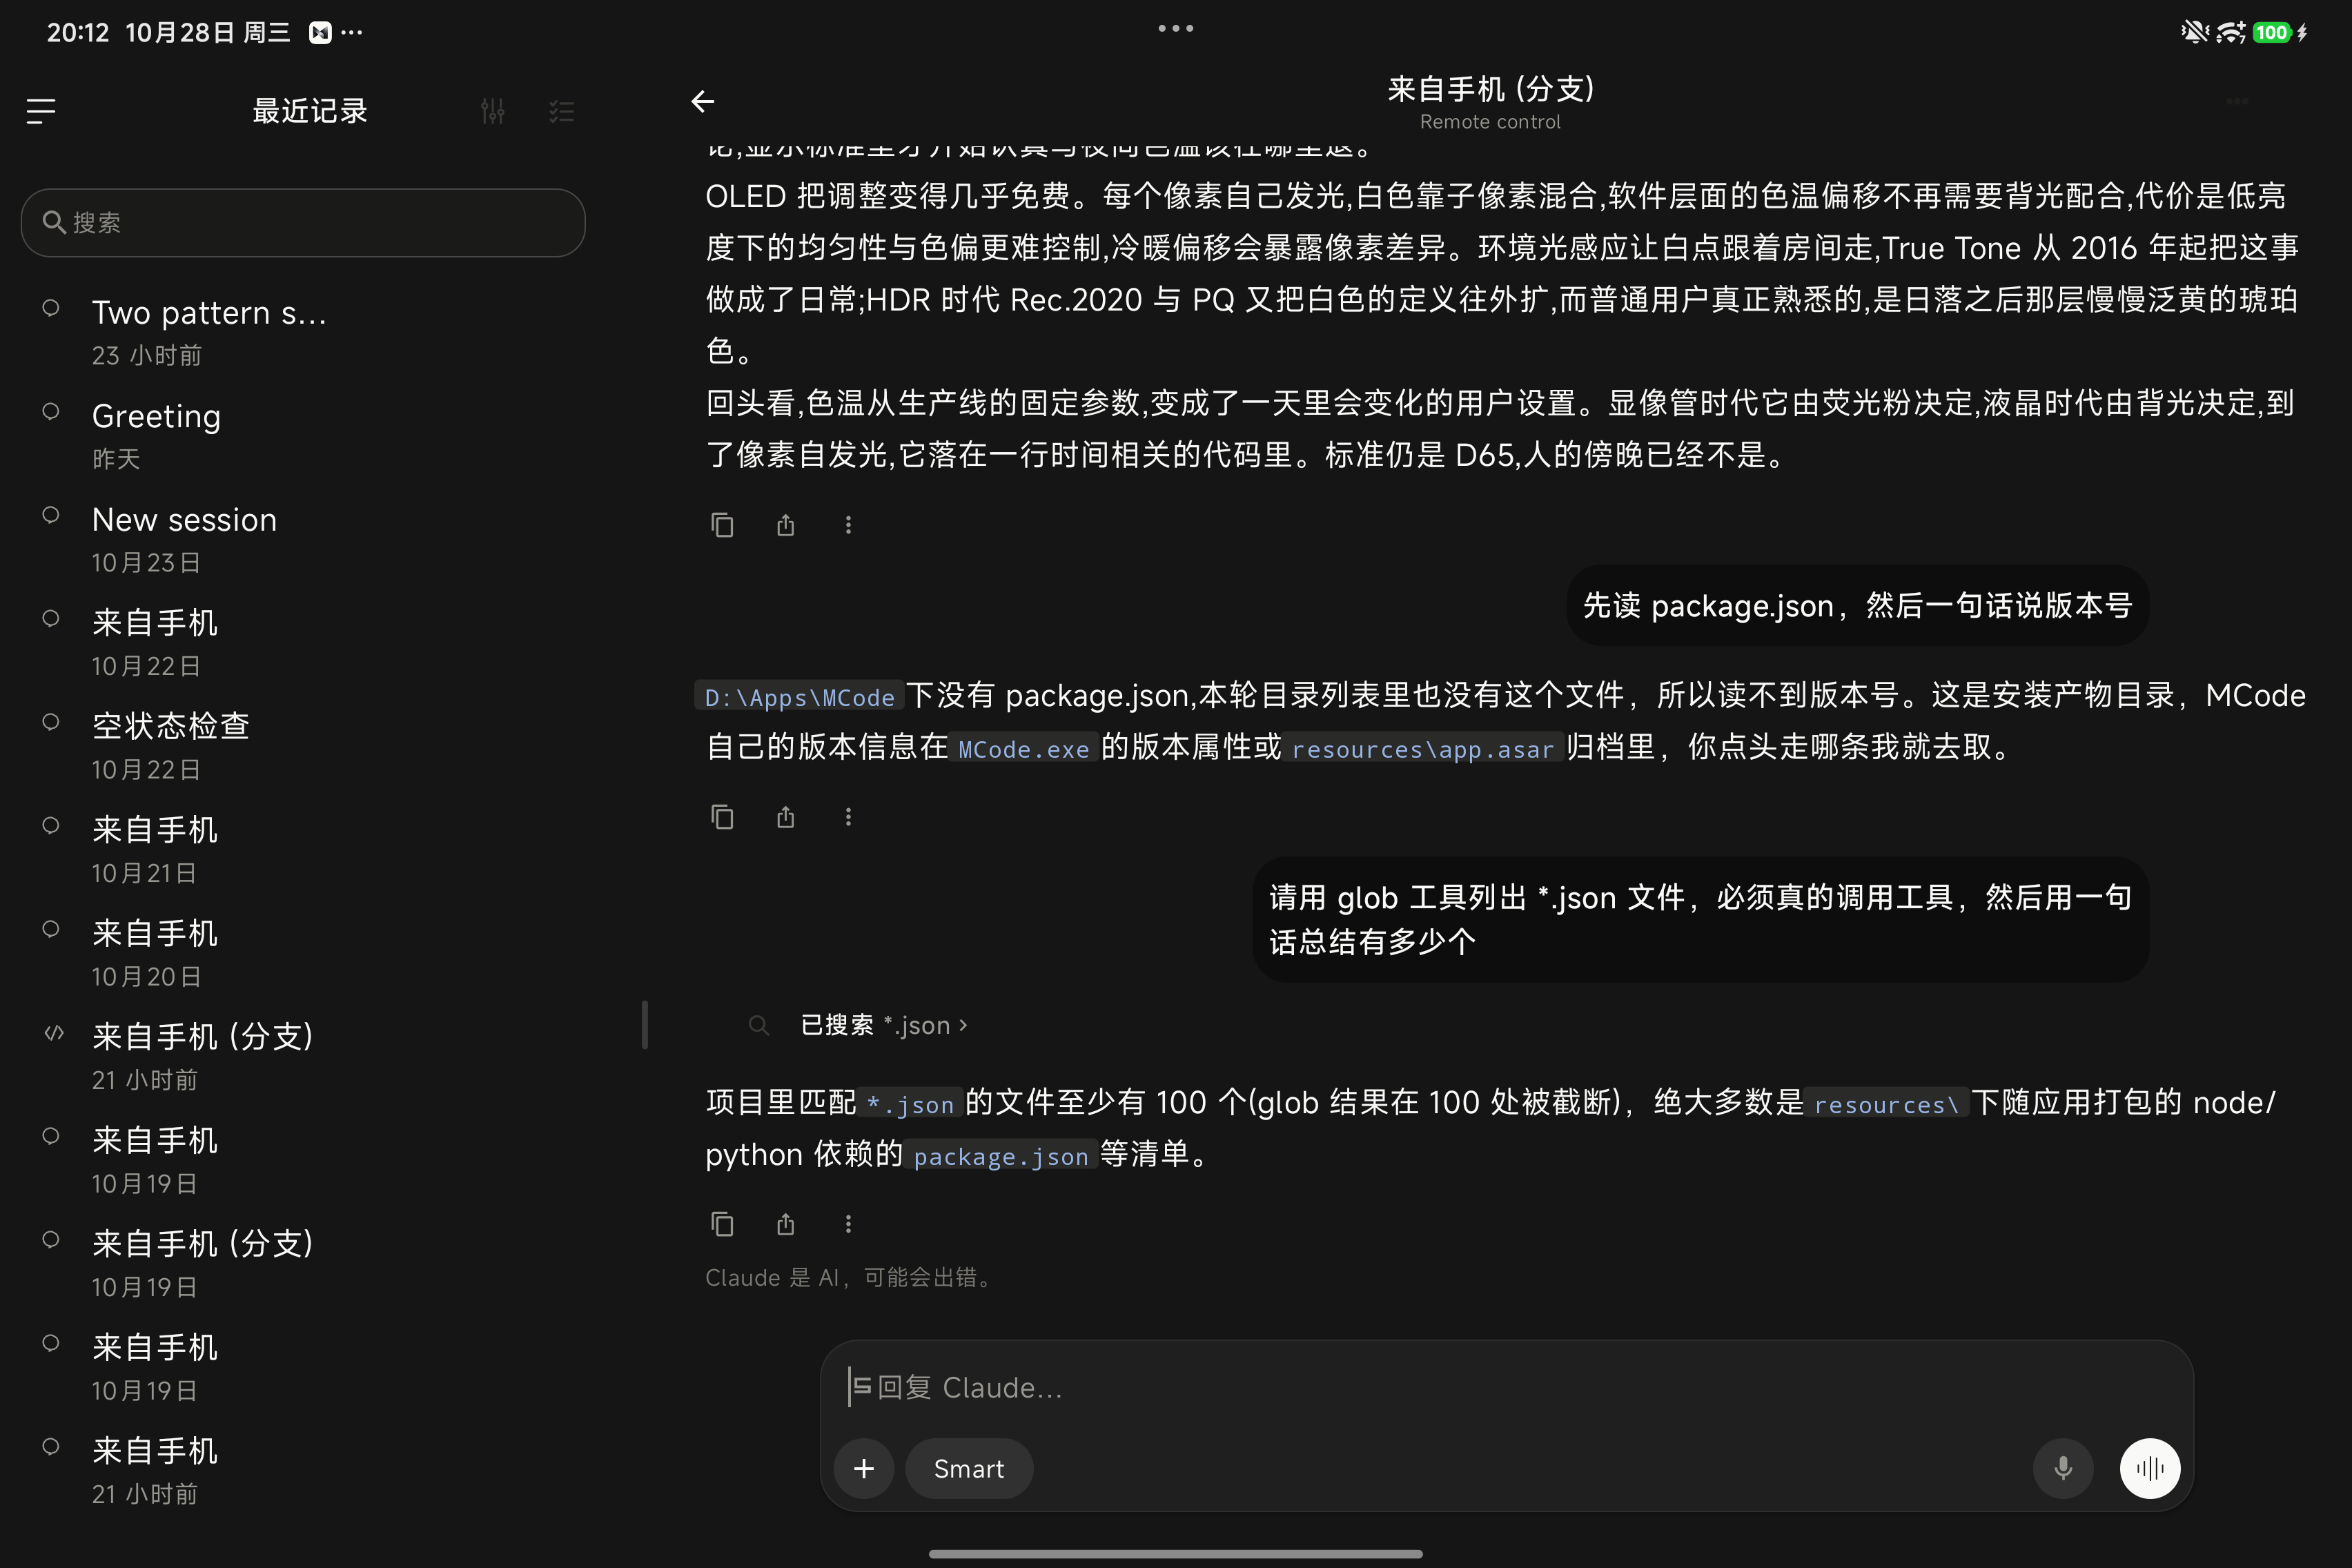 20:12 10月28日 周三
100
最近记录
搜索
Two pattern s...
23 小时前
Greeting
昨天
New session
10月23日
来自手机
10月22日
空状态检查
10月22日
来自手机
10月21日
来自手机
10月20日
来自手机 (分支)
21 小时前
来自手机
10月19日
来自手机 (分支)
10月19日
来自手机
10月19日
来自手机
21 小时前
来自手机 (分支)
Remote control
OLED 把调整变得几乎免费。每个像素自己发光,白色靠子像素混合,软件层面的色温偏移不再需要背光配合,代价是低亮
度下的均匀性与色偏更难控制,冷暖偏移会暴露像素差异。环境光感应让白点跟着房间走,True Tone 从 2016 年起把这事
做成了日常;HDR 时代 Rec.2020 与 PQ 又把白色的定义往外扩,而普通用户真正熟悉的,是日落之后那层慢慢泛黄的琥珀
色。
回头看,色温从生产线的固定参数,变成了一天里会变化的用户设置。显像管时代它由荧光粉决定,液晶时代由背光决定,到
了像素自发光,它落在一行时间相关的代码里。标准仍是 D65,人的傍晚已经不是。
先读 package.json，然后一句话说版本号
D:\Apps\MCode下没有 package.json,本轮目录列表里也没有这个文件，所以读不到版本号。这是安装产物目录，MCode
自己的版本信息在 MCode.exe 的版本属性或 resources\app.asar 归档里，你点头走哪条我就去取。
请用 glob 工具列出 *.json 文件，必须真的调用工具，然后用一句
话总结有多少个
已搜索 *.json
项目里匹配 *.json 的文件至少有 100 个(glob 结果在 100 处被截断)，绝大多数是 resources\ 下随应用打包的 node/
python 依赖的 package.json 等清单。
Claude 是 AI，可能会出错。
回复 Claude...
Smart